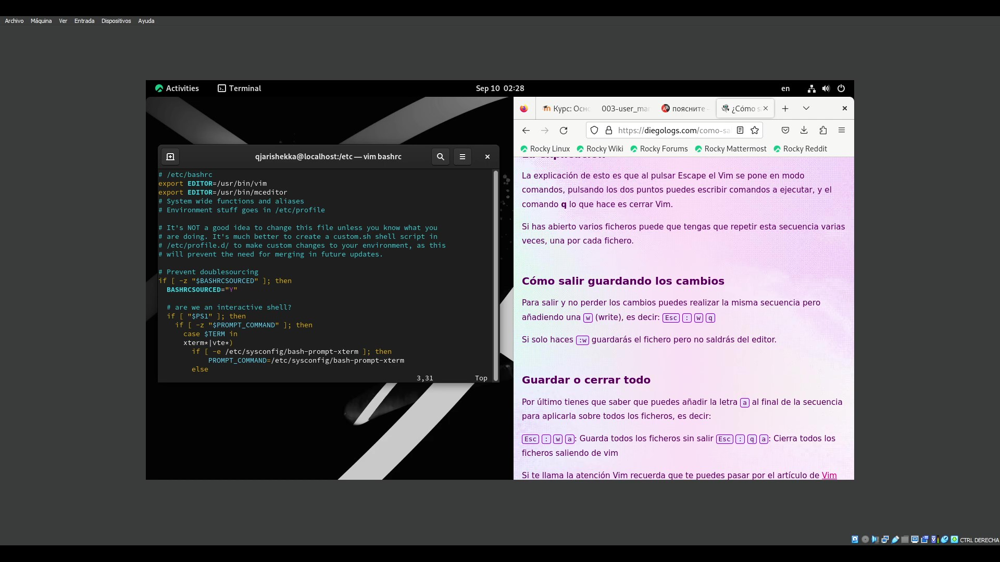 Archivo Máquina Ver Entrada Dispositivos Ayuda
Activities Terminal Sep 10 02:28 en
qjarishekka@localhost:/etc — vim bashrc
# /etc/bashrc
export EDITOR=/usr/bin/vim
export EDITOR=/usr/bin/mceditor
# System wide functions and aliases
# Environment stuff goes in /etc/profile
# It's NOT a good idea to change this file unless you know what you
# are doing. It's much better to create a custom.sh shell script in
# /etc/profile.d/ to make custom changes to your environment, as this
# will prevent the need for merging in future updates.
# Prevent doublesourcing
if [ -z "$BASHRCSOURCED" ]; then
BASHRCSOURCED="Y"
# are we an interactive shell?
if [ "$PS1" ]; then
if [ -z "$PROMPT_COMMAND" ]; then
case $TERM in
xterm*|vte*)
if [ -e /etc/sysconfig/bash-prompt-xterm ]; then
PROMPT_COMMAND=/etc/sysconfig/bash-prompt-xterm
else
3,31 Top
Курс: Осно 003-user_mar поясните - ¿Cómo s
https://diegologs.com/como-sa
Rocky Linux Rocky Wiki Rocky Forums Rocky Mattermost Rocky Reddit
La explicación de esto es que al pulsar Escape el Vim se pone en modo
comandos, pulsando los dos puntos puedes escribir comandos a ejecutar, y el
comando q lo que hace es cerrar Vim.
Si has abierto varios ficheros puede que tengas que repetir esta secuencia varias
veces, una por cada fichero.
Cómo salir guardando los cambios
Para salir y no perder los cambios puedes realizar la misma secuencia pero
añadiendo una w (write), es decir: Esc : w q
Si solo haces :w guardarás el fichero pero no saldrás del editor.
Guardar o cerrar todo
Por último tienes que saber que puedes añadir la letra a al final de la secuencia
para aplicarla sobre todos los ficheros, es decir:
Esc : w a: Guarda todos los ficheros sin salir Esc : q a: Cierra todos los
ficheros saliendo de vim
Si te llama la atención Vim recuerda que te puedes pasar por el artículo de Vim
CTRL DERECHA